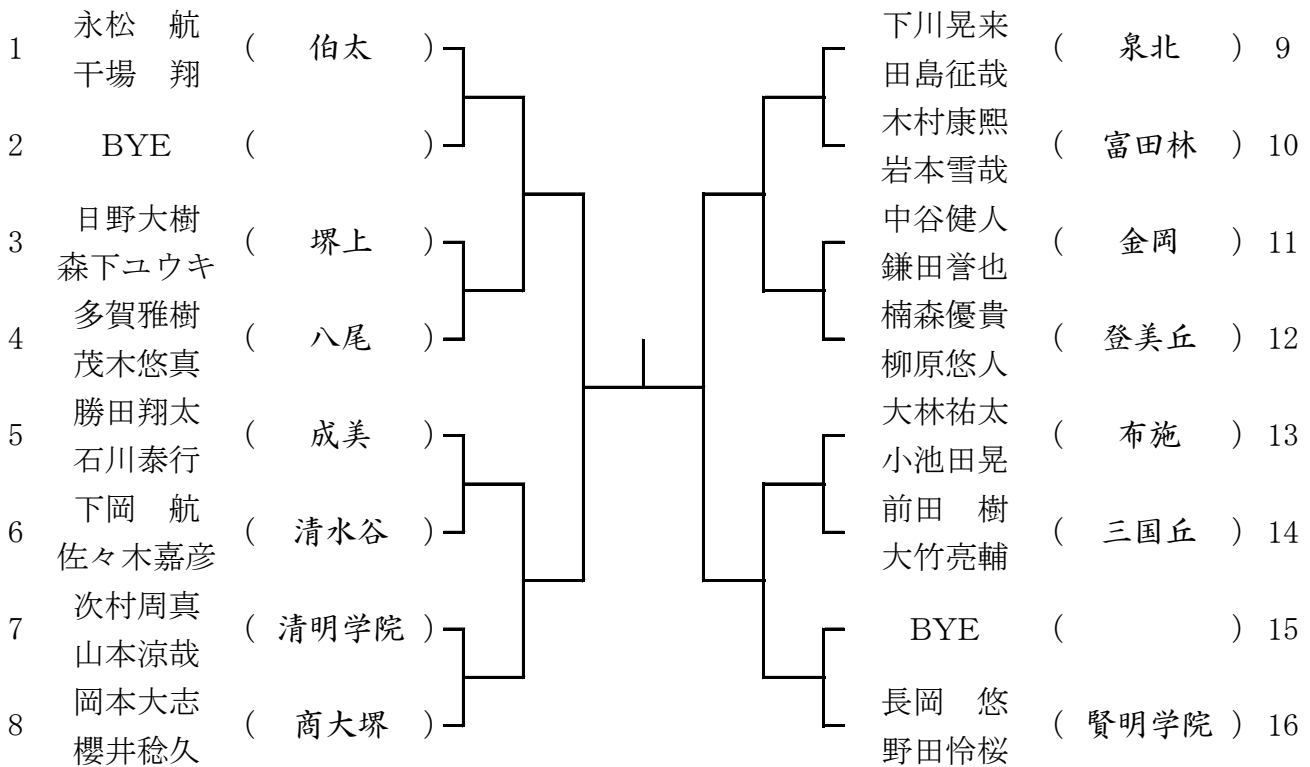 1 永松 航 ( 伯太 )
干場 翔
2 BYE ( )
3 日野大樹 ( 堺上 )
森下ユウキ
4 多賀雅樹 ( 八尾 )
茂木悠真
5 勝田翔太 ( 成美 )
石川泰行
6 下岡 航 ( 清水谷 )
佐々木嘉彦
7 次村周真 ( 清明学院 )
山本涼哉
8 岡本大志 ( 商大堺 )
櫻井稔久
下川晃来 ( 泉北 ) 9
田島征哉
木村康熙 ( 富田林 ) 10
岩本雪哉
中谷健人 ( 金岡 ) 11
鎌田誉也
楠森優貴 ( 登美丘 ) 12
柳原悠人
大林祐太 ( 布施 ) 13
小池田晃
前田 樹 ( 三国丘 ) 14
大竹亮輔
BYE ( ) 15
長岡 悠 ( 賢明学院 ) 16
野田怜桜